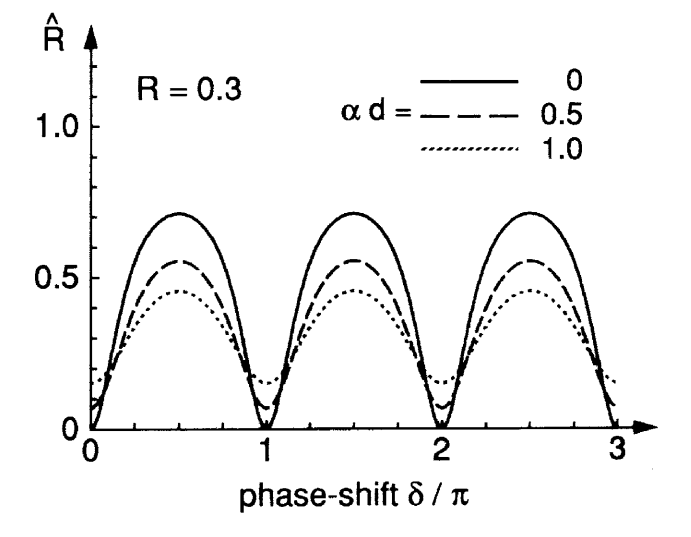 R̂
R = 0.3
α d =
0
0.5
1.0
1.0
0.5
0
0 1 2 3
phase-shift δ / π